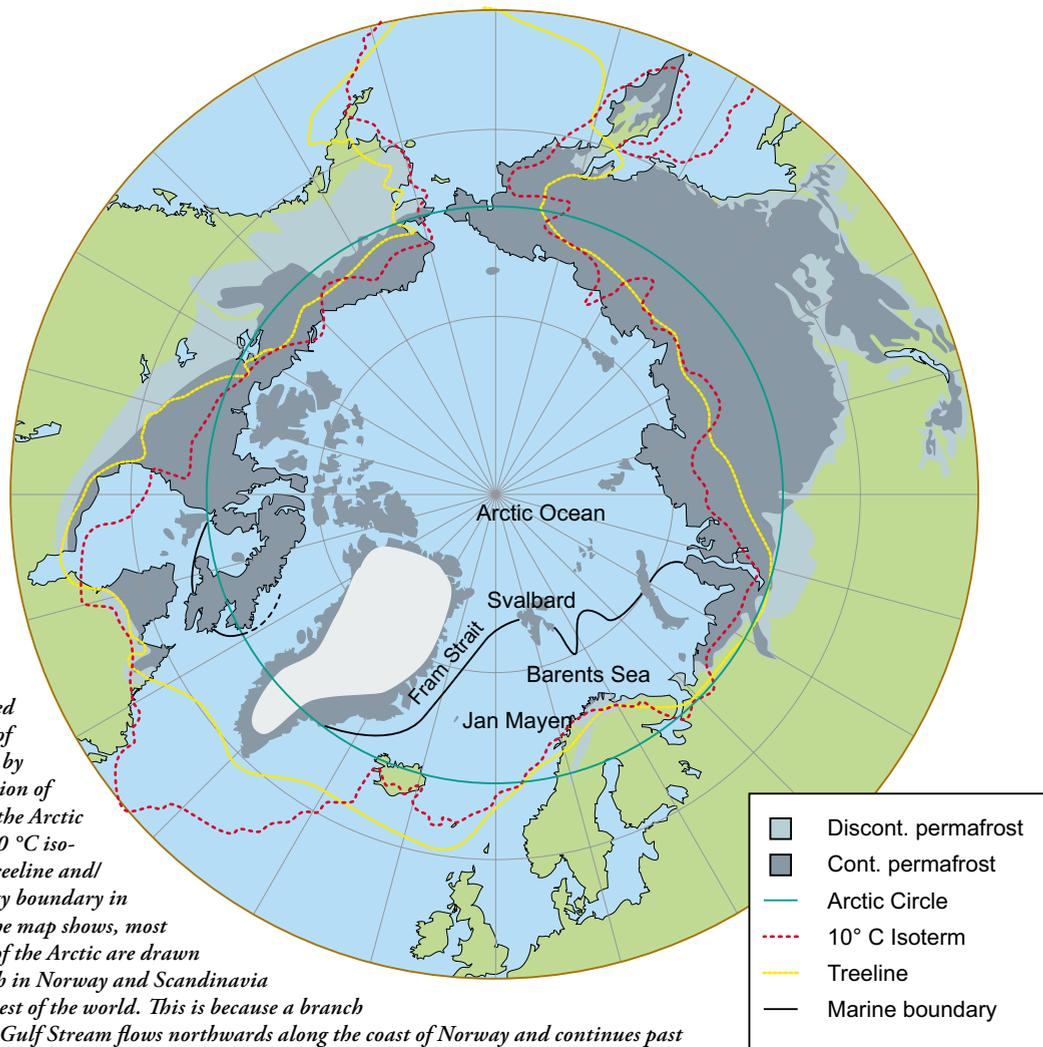 Arctic Ocean
Svalbard
Fram Strait
Barents Sea
Jan Mayen
of
by
ion of
the Arctic
0 °C iso-
reeline and/
boundary in
map shows, most
of the Arctic are drawn
in Norway and Scandinavia
est of the world. This is because a branch
Gulf Stream flows northwards along the coast of Norway and continues past
Discont. permafrost
Cont. permafrost
Arctic Circle
10° C Isoterm
Treeline
Marine boundary